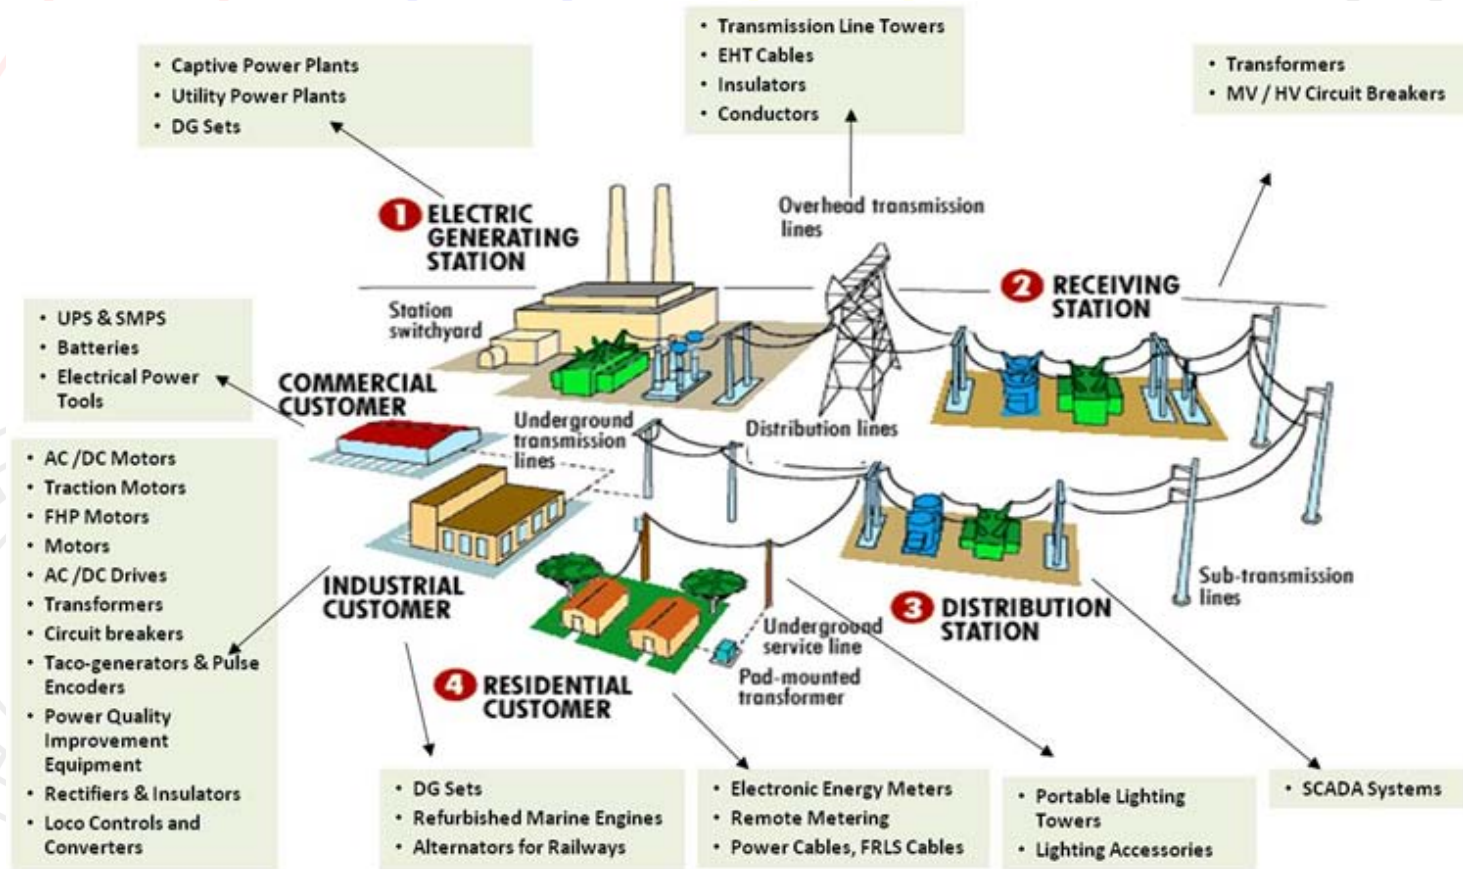 • Transmission Line Towers
• EHT Cables
• Insulators
• Conductors
• Captive Power Plants
• Utility Power Plants
• DG Sets
• Transformers
• MV / HV Circuit Breakers
1 ELECTRIC
GENERATING
STATION
Overhead transmission
lines
2 RECEIVING
STATION
Station
switchyard
• UPS & SMPS
• Batteries
• Electrical Power
Tools
COMMERCIAL
CUSTOMER
Underground
transmission
lines
Distribution lines
• AC /DC Motors
• Traction Motors
• FHP Motors
• Motors
• AC /DC Drives
• Transformers
• Circuit breakers
• Taco-generators & Pulse
Encoders
• Power Quality
Improvement
Equipment
• Rectifiers & Insulators
• Loco Controls and
Converters
INDUSTRIAL
CUSTOMER
Sub-transmission
lines
3 DISTRIBUTION
STATION
Underground
service line
Pad-mounted
transformer
4 RESIDENTIAL
CUSTOMER
• DG Sets
• Refurbished Marine Engines
• Alternators for Railways
• Electronic Energy Meters
• Remote Metering
• Power Cables, FRLS Cables
• Portable Lighting
Towers
• Lighting Accessories
• SCADA Systems